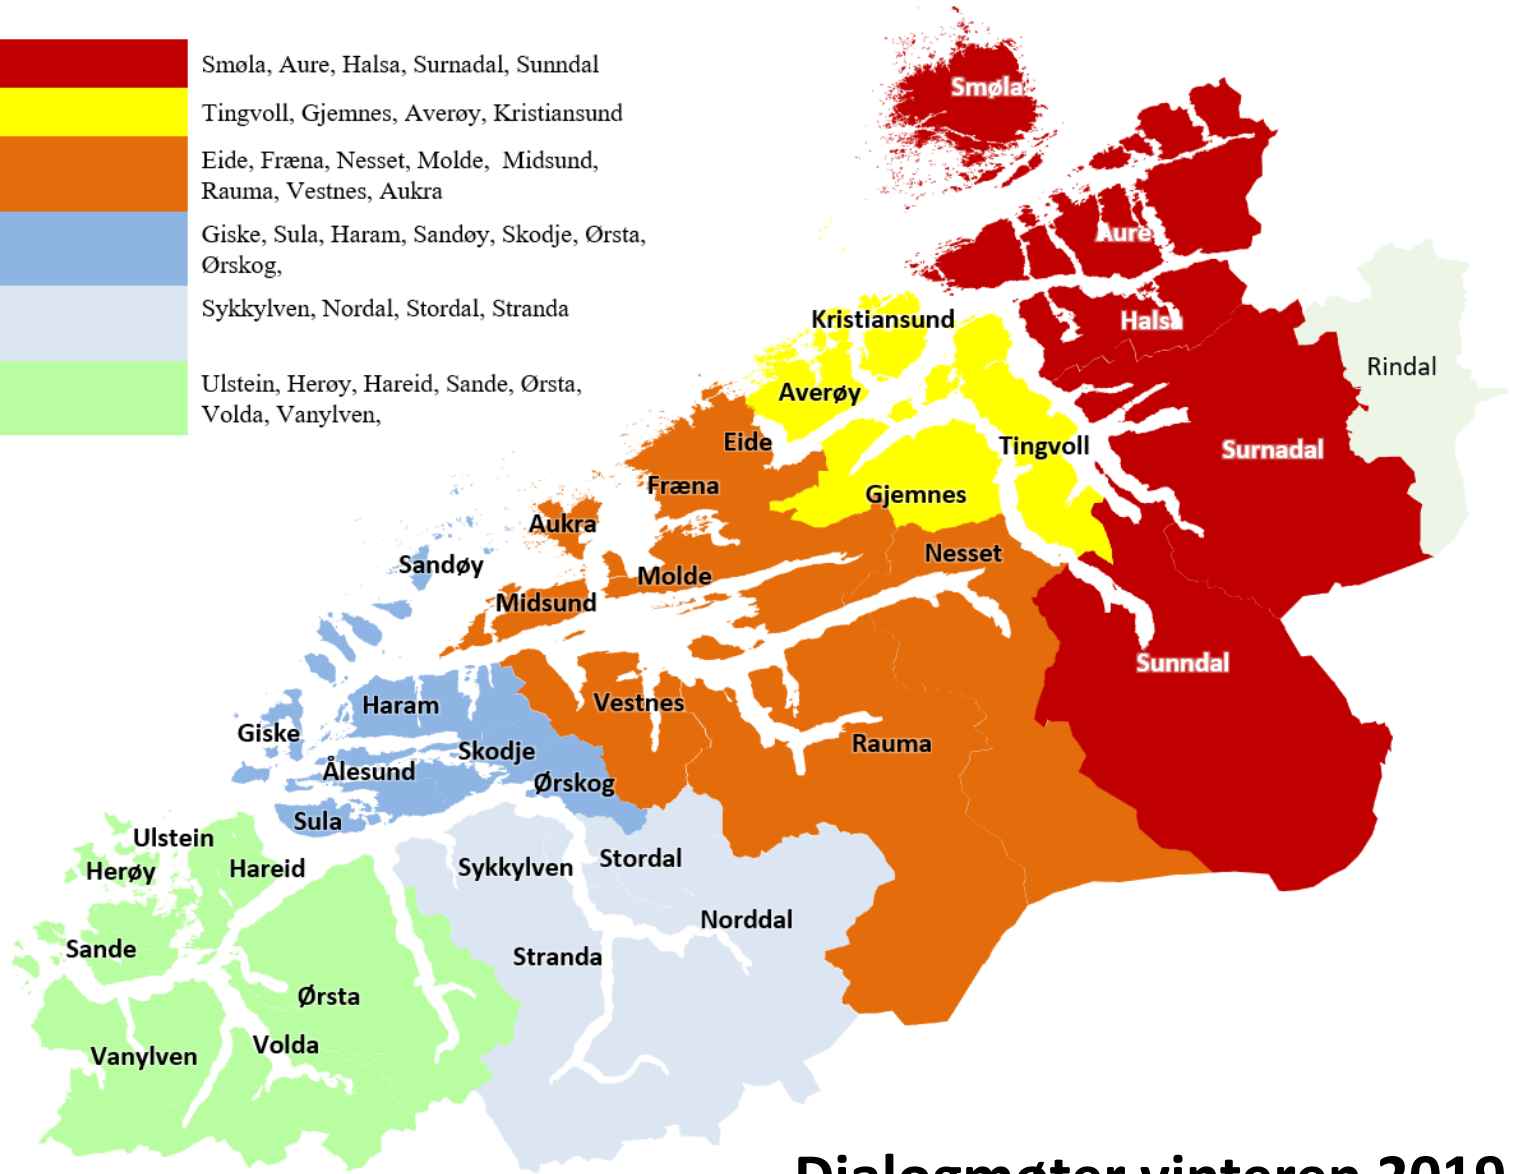 Smøla, Aure, Halsa, Surnadal, Sunndal
Tingvoll, Gjemnes, Averøy, Kristiansund
Eide, Fræna, Nesset, Molde,  Midsund,
Rauma, Vestnes, Aukra
Giske, Sula, Haram, Sandøy, Skodje, Ørsta,
Ørskog,
Sykkylven, Nordal, Stordal, Stranda
Ulstein, Herøy, Hareid, Sande, Ørsta,
Volda, Vanylven,
Smøla
Aure
Kristiansund
Halsa
Rindal
Averøy
Eide
Tingvoll
Surnadal
Fræna
Gjemnes
Aukra
Nesset
Sandøy
Molde
Midsund
Sunndal
Haram
Vestnes
Giske
Skodje
Rauma
Ålesund
Ørskog
Sula
Ulstein
Herøy
Hareid
Sykkylven
Stordal
Norddal
Sande
Stranda
Ørsta
Volda
Vanylven
Dialogmøter vinteren 2019